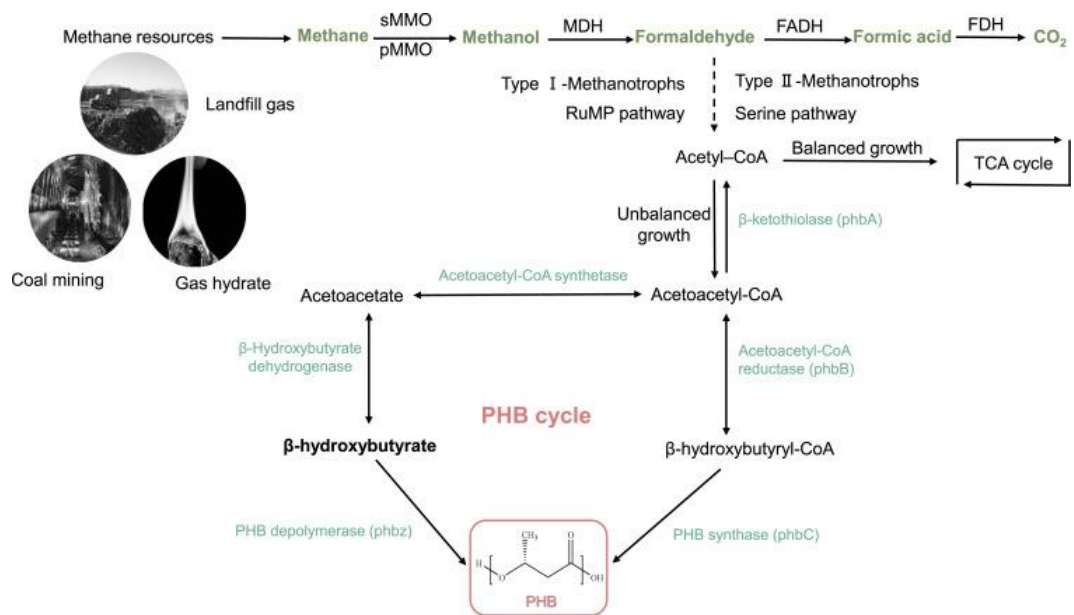 Methane resources
Methane
sMMO
pMMO
Methanol
MDH
Formaldehyde
FADH
Formic acid
FDH
CO₂
Landfill gas
Coal mining
Gas hydrate
Type Ⅰ-Methanotrophs
RuMP pathway
Type Ⅱ-Methanotrophs
Serine pathway
Acetyl–CoA
Balanced growth
TCA cycle
Unbalanced
growth
β-ketothiolase (phbA)
Acetoacetyl-CoA synthetase
Acetoacetate
Acetoacetyl-CoA
β-Hydroxybutyrate
dehydrogenase
Acetoacetyl-CoA
reductase (phbB)
PHB cycle
β-hydroxybutyrate
β-hydroxybutyryl-CoA
PHB depolymerase (phbz)
PHB synthase (phbC)
CH₃
O
H
O
OH
PHB